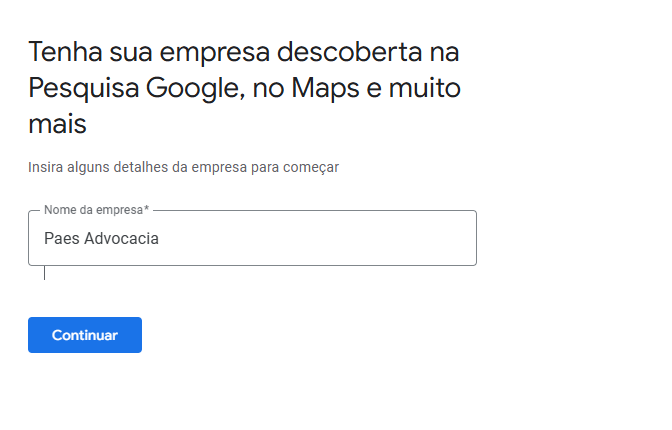 Tenha sua empresa descoberta na
Pesquisa Google, no Maps e muito
mais
Insira alguns detalhes da empresa para começar
Nome da empresa*
Paes Advocacia
Continuar